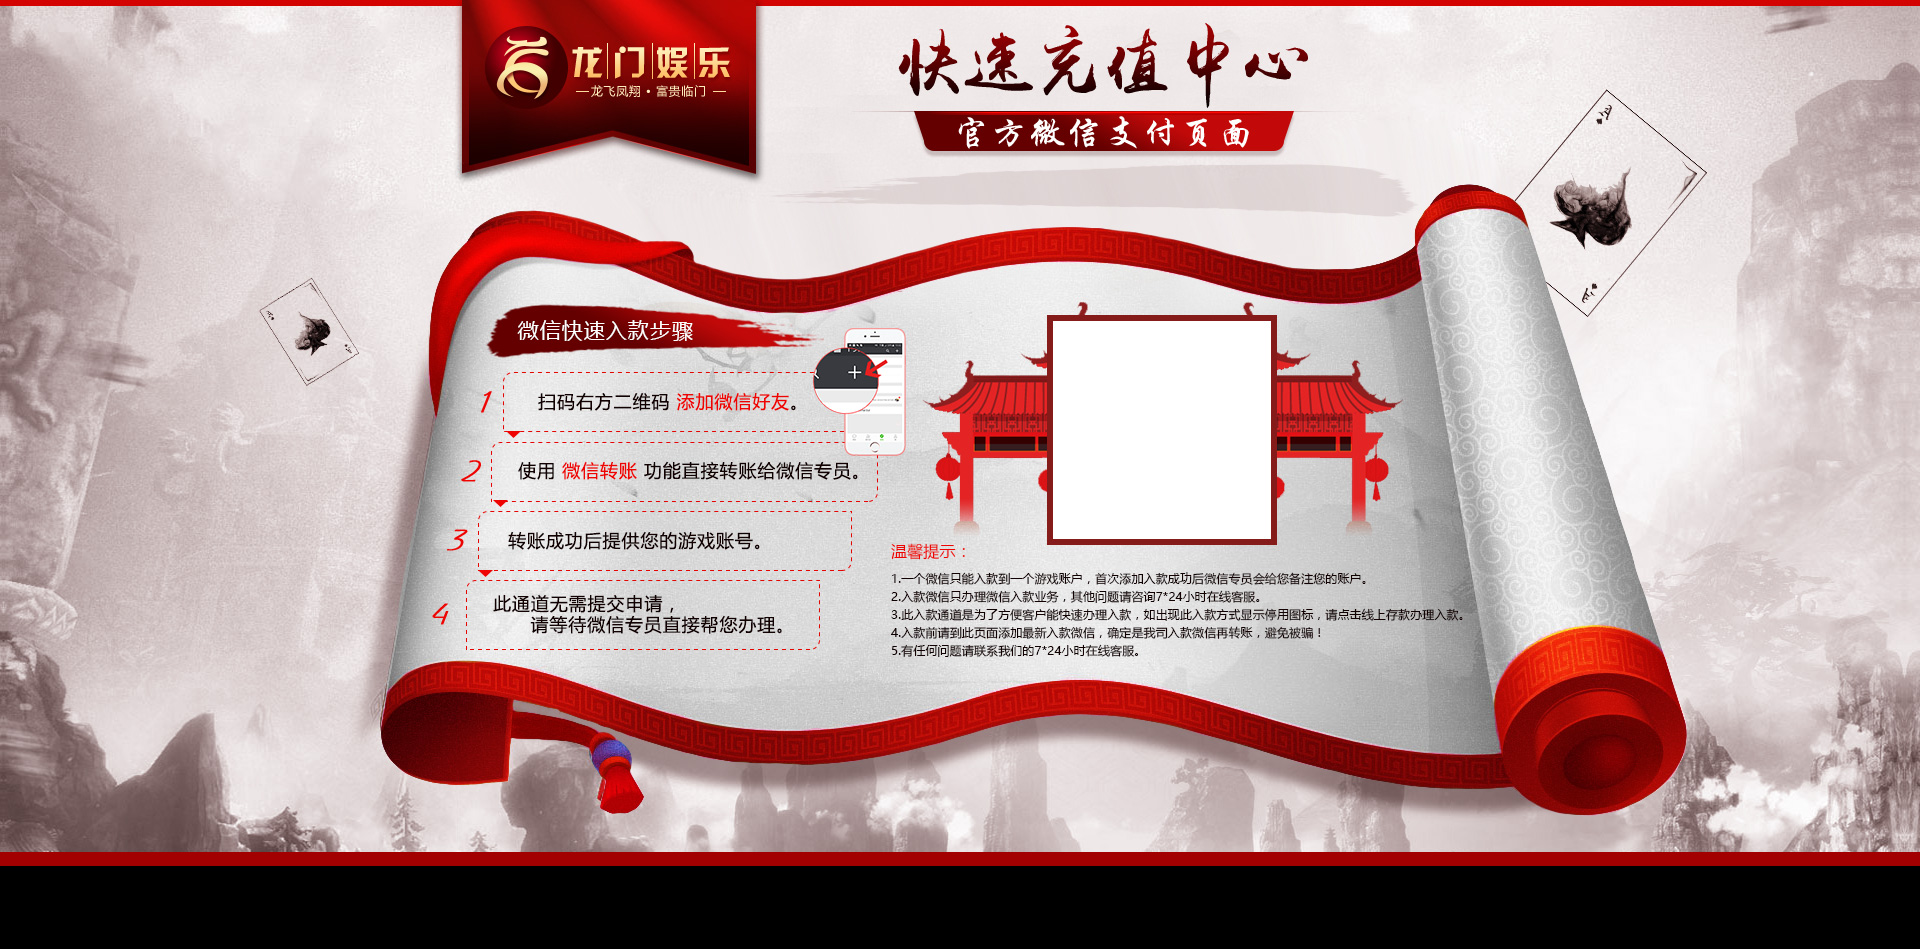 龙门娱乐
龙飞凤翔·富贵临门
快速充值中心
官方微信支付頁面
微信快速入款步骤
1
扫码右方二维码 添加微信好友。
2
使用 微信转账 功能直接转账给微信专员。
3
转账成功后提供您的游戏账号。
4
此通道无需提交申请，
请等待微信专员直接帮您办理。
温馨提示：
1.一个微信只能入款到一个游戏账户，首次添加入款成功后微信专员会给您备注您的账户。
2.入款微信只办理微信入款业务，其他问题请咨询7*24小时在线客服。
3.此入款通道是为了方便客户能快速办理入款，如出现此入款方式显示停用图标，请点击线上存款办理入款。
4.入款前请到此页面添加最新入款微信，确定是我司入款微信再转账，避免被骗！
5.有任何问题请联系我们的7*24小时在线客服。